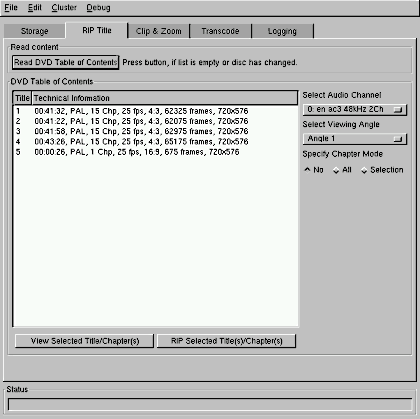 File Edit Cluster Debug
Storage RIP Title Clip & Zoom Transcode Logging
Read content
Read DVD Table of Contents Press button, if list is empty or disc has changed.
DVD Table of Contents
Title Technical Information
1 00:41:32, PAL, 15 Chp, 25 fps, 4:3, 62325 frames, 720x576
2 00:41:22, PAL, 15 Chp, 25 fps, 4:3, 62075 frames, 720x576
3 00:41:58, PAL, 15 Chp, 25 fps, 4:3, 62975 frames, 720x576
4 00:43:26, PAL, 15 Chp, 25 fps, 4:3, 65175 frames, 720x576
5 00:00:26, PAL, 1 Chp, 25 fps, 16:9, 675 frames, 720x576
Select Audio Channel
0: en ac3 48kHz 2Ch
Select Viewing Angle
Angle 1
Specify Chapter Mode
No All Selection
View Selected Title/Chapter(s) RIP Selected Title(s)/Chapter(s)
Status